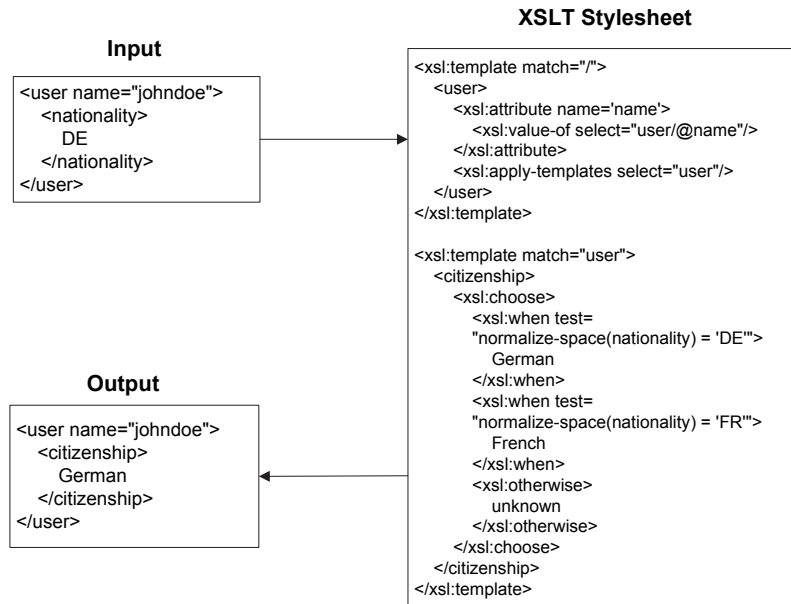 Input
<user name="johndoe">
<nationality>
DE
</nationality>
</user>
XSLT Stylesheet
<xsl:template match="/">
<user>
<xsl:attribute name='name'>
<xsl:value-of select="user/@name"/>
</xsl:attribute>
<xsl:apply-templates select="user"/>
</user>
</xsl:template>
<xsl:template match="user">
<citizenship>
<xsl:choose>
<xsl:when test=
"normalize-space(nationality) = 'DE'">
German
</xsl:when>
<xsl:when test=
"normalize-space(nationality) = 'FR'">
French
</xsl:when>
<xsl:otherwise>
unknown
</xsl:otherwise>
</xsl:choose>
</citizenship>
</xsl:template>
Output
<user name="johndoe">
<citizenship>
German
</citizenship>
</user>